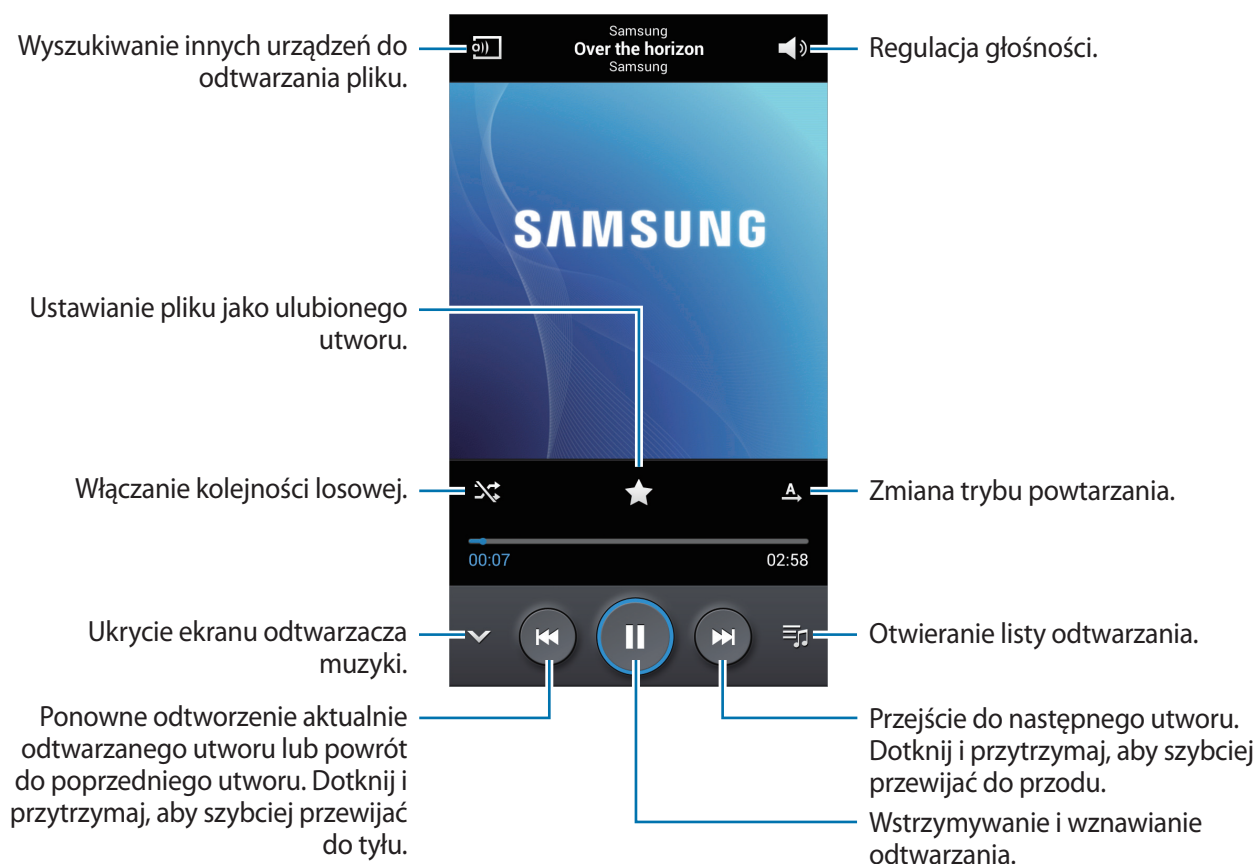 Wyszukiwanie innych urządzeń do
odtwarzania pliku.
Samsung
Over the horizon
Samsung
Regulacja głośności.
SAMSUNG
Ustawianie pliku jako ulubionego
utworu.
Włączanie kolejności losowej.
A
Zmiana trybu powtarzania.
00:07
02:58
Ukrycie ekranu odtwarzacza
muzyki.
Otwieranie listy odtwarzania.
Ponowne odtworzenie aktualnie
odtwarzanego utworu lub powrót
do poprzedniego utworu. Dotknij i
przytrzymaj, aby szybciej przewijać
do tyłu.
Przejście do następnego utworu.
Dotknij i przytrzymaj, aby szybciej
przewijać do przodu.
Wstrzymywanie i wznawianie
odtwarzania.